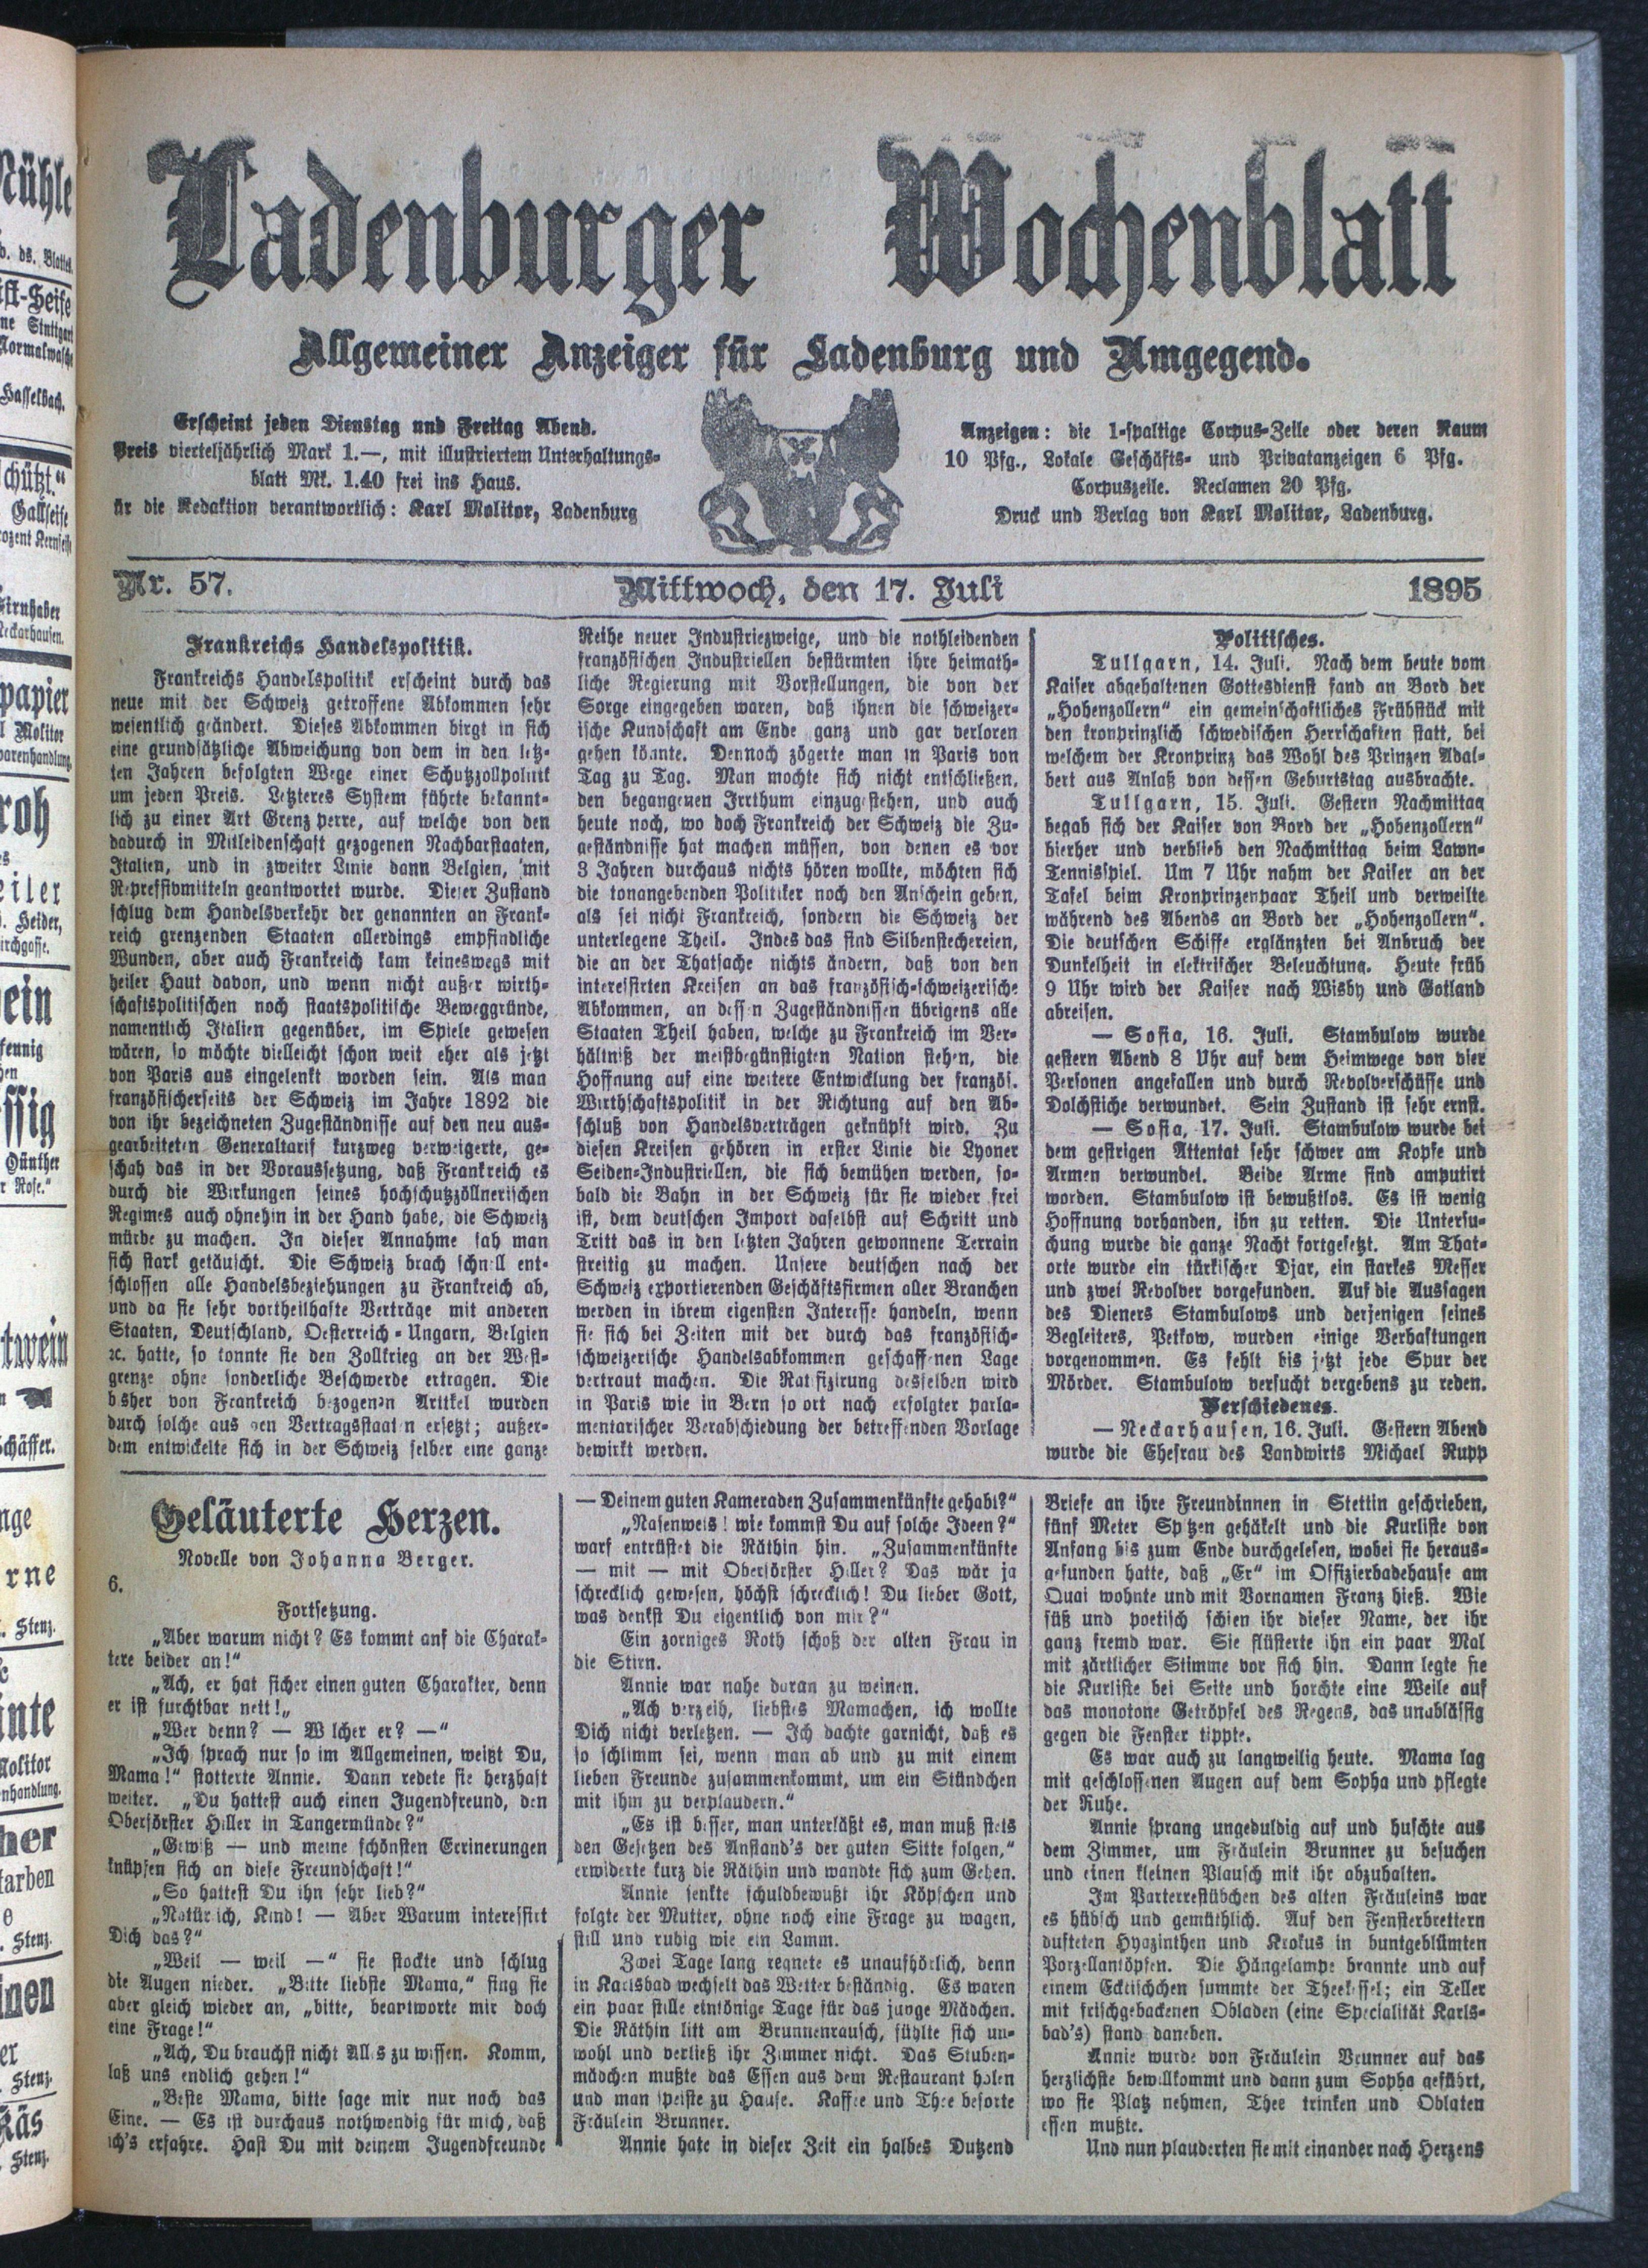 Ladenburger Wochenblatt
Allgemeiner Anzeiger für Ladenburg und Umgegend.
Erscheint jeden Dienstag und Freitag Abend.
Preis vierteljährlich Mark 1.—, mit illustriertem Unterhaltungs-
blatt Mk. 1.40 frei ins Haus.
ür die Redaktion verantwortlich: Karl Molitor, Ladenburg
Anzeigen: die 1-spaltige Corpus-Zeile oder deren Raum
10 Pfg., Lokale Geschäfts- und Privatanzeigen 6 Pfg.
Corpuszeile. Reclamen 20 Pfg.
Druck und Verlag von Karl Molitor, Ladenburg.
Nr. 57.
Mittwoch, den 17. Juli
1895
Frankreichs Handelspolitik.
Frankreichs Handelspolitik erscheint durch das
neue mit der Schweiz getroffene Abkommen sehr
wesentlich geändert. Dieses Abkommen birgt in sich
eine grundsätzliche Abweichung von dem in den letz-
ten Jahren befolgten Wege einer Schutzzollpolitik
um jeden Preis. Letzteres System führte bekannt-
lich zu einer Art Grenzsperre, auf welche von den
dadurch in Mitleidenschaft gezogenen Nachbarstaaten,
Italien, und in zweiter Linie dann Belgien, mit
Repressivmitteln geantwortet wurde. Dieser Zustand
schlug dem Handelsverkehr der genannten an Frank-
reich grenzenden Staaten allerdings empfindliche
Wunden, aber auch Frankreich kam keineswegs mit
heiler Haut davon, und wenn nicht außer wirth-
schaftspolitischen noch staatspolitische Beweggründe,
namentlich Italien gegenüber, im Spiele gewesen
wären, so möchte vielleicht schon weit eher als jetzt
von Paris aus eingelenkt worden sein. Als man
französischerseits der Schweiz im Jahre 1892 die
von ihr bezeichneten Zugeständnisse auf den neu aus-
gearbeiteten Generaltarif kurzweg verweigerte, ge-
schah das in der Voraussetzung, daß Frankreich es
durch die Wirkungen seines hochschutzzöllnerischen
Regimes auch ohnehin in der Hand habe, die Schweiz
mürbe zu machen. In dieser Annahme sah man
sich stark getäuscht. Die Schweiz brach schnell ent-
schlossen alle Handelsbeziehungen zu Frankreich ab,
und da sie sehr vortheilhafte Verträge mit anderen
Staaten, Deutschland, Oesterreich-Ungarn, Belgien
ꝛc. hatte, so konnte sie den Zollkrieg an der West-
grenze ohne sonderliche Beschwerde ertragen. Die
bisher von Frankreich bezogenen Artikel wurden
durch solche aus den Vertragsstaaten ersetzt; außer-
dem entwickelte sich in der Schweiz selber eine ganze
Reihe neuer Industriezweige, und die nothleidenden
französischen Industriellen bestürmten ihre heimath-
liche Regierung mit Vorstellungen, die von der
Sorge eingegeben waren, daß ihnen die schweizer-
ische Kundschaft am Ende ganz und gar verloren
gehen könnte. Dennoch zögerte man in Paris von
Tag zu Tag. Man mochte sich nicht entschließen,
den begangenen Irrthum einzugestehen, und auch
heute noch, wo doch Frankreich der Schweiz die Zu-
geständnisse hat machen müssen, von denen es vor
3 Jahren durchaus nichts hören wollte, möchten sich
die tonangebenden Politiker noch den Anschein geben,
als sei nicht Frankreich, sondern die Schweiz der
unterlegene Theil. Indes das sind Silbenstechereien,
die an der Thatsache nichts ändern, daß von den
interessirten Kreisen an das französisch-schweizerische
Abkommen, an dessen Zugeständnissen übrigens alle
Staaten Theil haben, welche zu Frankreich im Ver-
hältniß der meistbegünstigten Nation stehen, die
Hoffnung auf eine weitere Entwicklung der französ.
Wirthschaftspolitik in der Richtung auf den Ab-
schluß von Handelsverträgen geknüpft wird. Zu
diesen Kreisen gehören in erster Linie die Lyoner
Seiden-Industriellen, die sich bemühen werden, so-
bald die Bahn in der Schweiz für sie wieder frei
ist, dem deutschen Import daselbst auf Schritt und
Tritt das in den letzten Jahren gewonnene Terrain
streitig zu machen. Unsere deutschen nach der
Schweiz exportierenden Geschäftsfirmen aller Branchen
werden in ihrem eigensten Interesse handeln, wenn
sie sich bei Zeiten mit der durch das französisch-
schweizerische Handelsabkommen geschaffenen Lage
vertraut machen. Die Ratifizirung desselben wird
in Paris wie in Bern sofort nach erfolgter parla-
mentarischer Verabschiedung der betreffenden Vorlage
bewirkt werden.
Politisches.
Tullgarn, 14. Juli. Nach dem heute vom
Kaiser abgehaltenen Gottesdienst fand an Bord der
„Hohenzollern“ ein gemeinschaftliches Frühstück mit
den kronprinzlich schwedischen Herrschaften statt, bei
welchem der Kronprinz das Wohl des Prinzen Adal-
bert aus Anlaß von dessen Geburtstag ausbrachte.
Tullgarn, 15. Juli. Gestern Nachmittag
begab sich der Kaiser von Bord der „Hohenzollern“
hierher und verblieb den Nachmittag beim Lawn-
Tennisspiel. Um 7 Uhr nahm der Kaiser an der
Tafel beim Kronprinzenpaar Theil und verweilte
während des Abends an Bord der „Hohenzollern“.
Die deutschen Schiffe erglänzten bei Anbruch der
Dunkelheit in elektrischer Beleuchtung. Heute früh
9 Uhr wird der Kaiser nach Wisby und Gotland
abreisen.
— Sofia, 16. Juli. Stambulow wurde
gestern Abend 8 Uhr auf dem Heimwege von vier
Personen angefallen und durch Revolverschüsse und
Dolchstiche verwundet. Sein Zustand ist sehr ernst.
— Sofia, 17. Juli. Stambulow wurde bei
dem gestrigen Attentat sehr schwer am Kopfe und
Armen verwundet. Beide Arme sind amputirt
worden. Stambulow ist bewußtlos. Es ist wenig
Hoffnung vorhanden, ihn zu retten. Die Untersu-
chung wurde die ganze Nacht fortgesetzt. Am That-
orte wurde ein türkischer Djar, ein starkes Messer
und zwei Revolver vorgefunden. Auf die Aussagen
des Dieners Stambulows und derjenigen seines
Begleiters, Petkow, wurden einige Verhaftungen
vorgenommen. Es fehlt bis jetzt jede Spur der
Mörder. Stambulow versucht vergebens zu reden.
Verschiedenes.
— Neckarhausen, 16. Juli. Gestern Abend
wurde die Ehefrau des Landwirts Michael Rupp
Geläuterte Herzen.
Novelle von Johanna Berger.
6.
Fortsetzung.
„Aber warum nicht? Es kommt auf die Charak-
tere beider an!“
„Ach, er hat sicher einen guten Charakter, denn
er ist furchtbar nett!„
„Wer denn? — Welcher er? —“
„Ich sprach nur so im Allgemeinen, weißt Du,
Mama!“ stotterte Annie. Dann redete sie herzhaft
weiter. „Du hattest auch einen Jugendfreund, den
Oberförster Hiller in Tangermünde?“
„Gewiß — und meine schönsten Errinerungen
knüpfen sich an diese Freundschaft!“
„So hattest Du ihn sehr lieb?“
„Natürlich, Kind! — Aber Warum interessirt
Dich das?“
„Weil — weil —“ sie stockte und schlug
die Augen nieder. „Bitte liebste Mama,“ fing sie
aber gleich wieder an, „bitte, beantworte mir doch
eine Frage!“
„Ach, Du brauchst nicht Alles zu wissen. Komm,
laß uns endlich gehen!“
„Beste Mama, bitte sage mir nur noch das
Eine. — Es ist durchaus nothwendig für mich, daß
ich's erfahre. Hast Du mit deinem Jugendfreunde
— Deinem guten Kameraden Zusammenkünfte gehabt?“
„Nasenweis! wie kommst Du auf solche Ideen?“
warf entrüstet die Räthin hin. „Zusammenkünfte
— mit — mit Oberförster Hiller? Das wär ja
schrecklich gewesen, höchst schrecklich! Du lieber Gott,
was denkst Du eigentlich von mir?“
Ein zorniges Roth schoß der alten Frau in
die Stirn.
Annie war nahe daran zu weinen.
„Ach verzeih, liebstes Mamachen, ich wollte
Dich nicht verletzen. — Ich dachte garnicht, daß es
so schlimm sei, wenn man ab und zu mit einem
lieben Freunde zusammenkommt, um ein Stündchen
mit ihm zu verplaudern.“
„Es ist besser, man unterläßt es, man muß stets
den Gesetzen des Anstand's der guten Sitte folgen,“
erwiderte kurz die Räthin und wandte sich zum Gehen.
Annie senkte schuldbewußt ihr Köpfchen und
folgte der Mutter, ohne noch eine Frage zu wagen,
still und ruhig wie ein Lamm.
Zwei Tage lang regnete es unaufhörlich, denn
in Karlsbad wechselt das Wetter beständig. Es waren
ein paar stille eintönige Tage für das junge Mädchen.
Die Räthin litt am Brunnenrausch, fühlte sich un-
wohl und verließ ihr Zimmer nicht. Das Stuben-
mädchen mußte das Essen aus dem Restaurant holen
und man speiste zu Hause. Kaffee und Thee besorte
Fräulein Brunner.
Annie hate in dieser Zeit ein halbes Dutzend
Briefe an ihre Freundinnen in Stettin geschrieben,
fünf Meter Spitzen gehäkelt und die Kurliste von
Anfang bis zum Ende durchgelesen, wobei sie heraus-
gefunden hatte, daß „Er“ im Offizierbadehause am
Quai wohnte und mit Vornamen Franz hieß. Wie
süß und poetisch schien ihr dieser Name, der ihr
ganz fremd war. Sie flüsterte ihn ein paar Mal
mit zärtlicher Stimme vor sich hin. Dann legte sie
die Kurliste bei Seite und horchte eine Weile auf
das monotone Getröpfel des Regens, das unablässig
gegen die Fenster tippte.
Es war auch zu langweilig heute. Mama lag
mit geschlossenen Augen auf dem Sopha und pflegte
der Ruhe.
Annie sprang ungeduldig auf und huschte aus
dem Zimmer, um Fräulein Brunner zu besuchen
und einen kleinen Plausch mit ihr abzuhalten.
Im Parterrestübchen des alten Fräuleins war
es hübsch und gemüthlich. Auf den Fensterbrettern
dufteten Hyazinthen und Krokus in buntgeblümten
Porzellantöpfen. Die Hängelampe brannte und auf
einem Ecktischchen summte der Theekessel; ein Teller
mit frischgebackenen Obladen (eine Specialität Karls-
bad's) stand daneben.
Annie wurde von Fräulein Brunner auf das
herzlichste bewillkommt und dann zum Sopha geführt,
wo sie Platz nehmen, Thee trinken und Oblaten
essen mußte.
Und nun plauderten sie mit einander nach Herzens